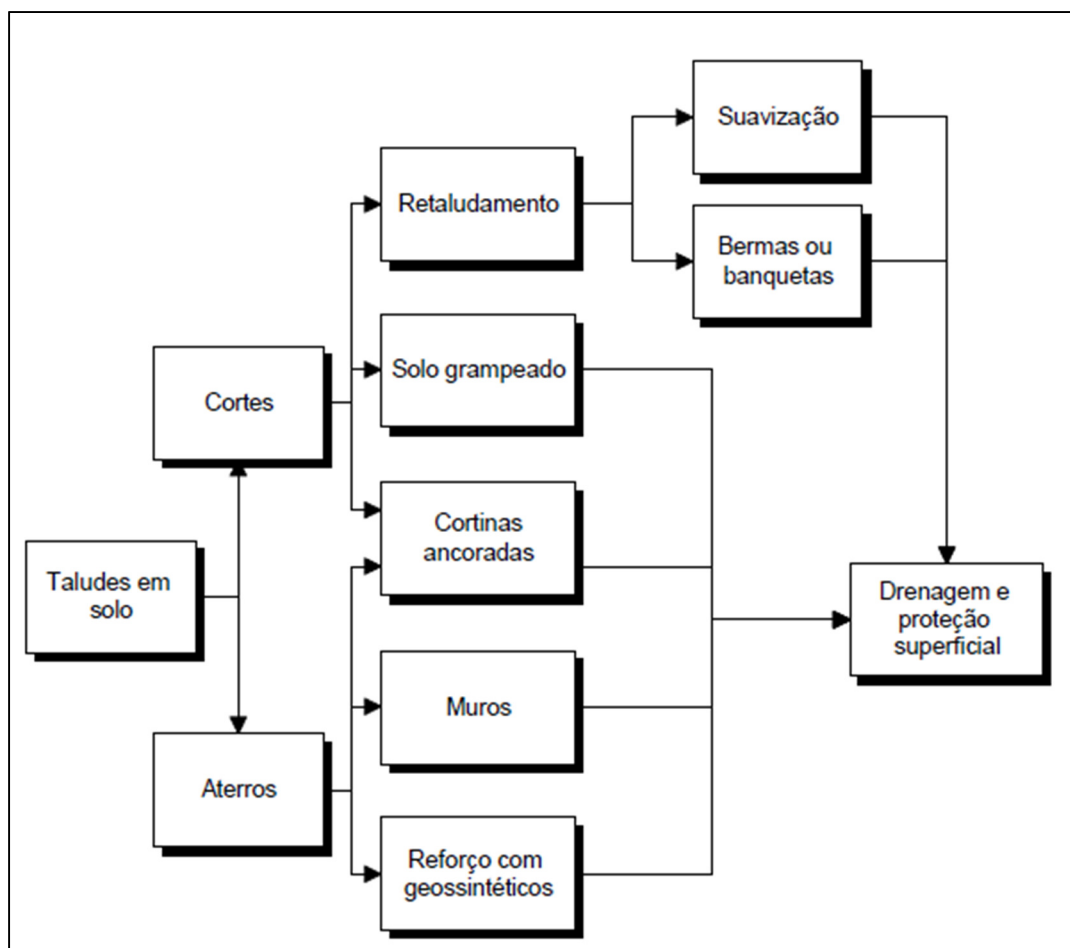 Suavização
Retaludamento
Bermas ou
banquetas
Solo grampeado
Cortes
Cortinas
ancoradas
Taludes em
solo
Drenagem e
proteção
superficial
Muros
Aterros
Reforço com
geossintéticos